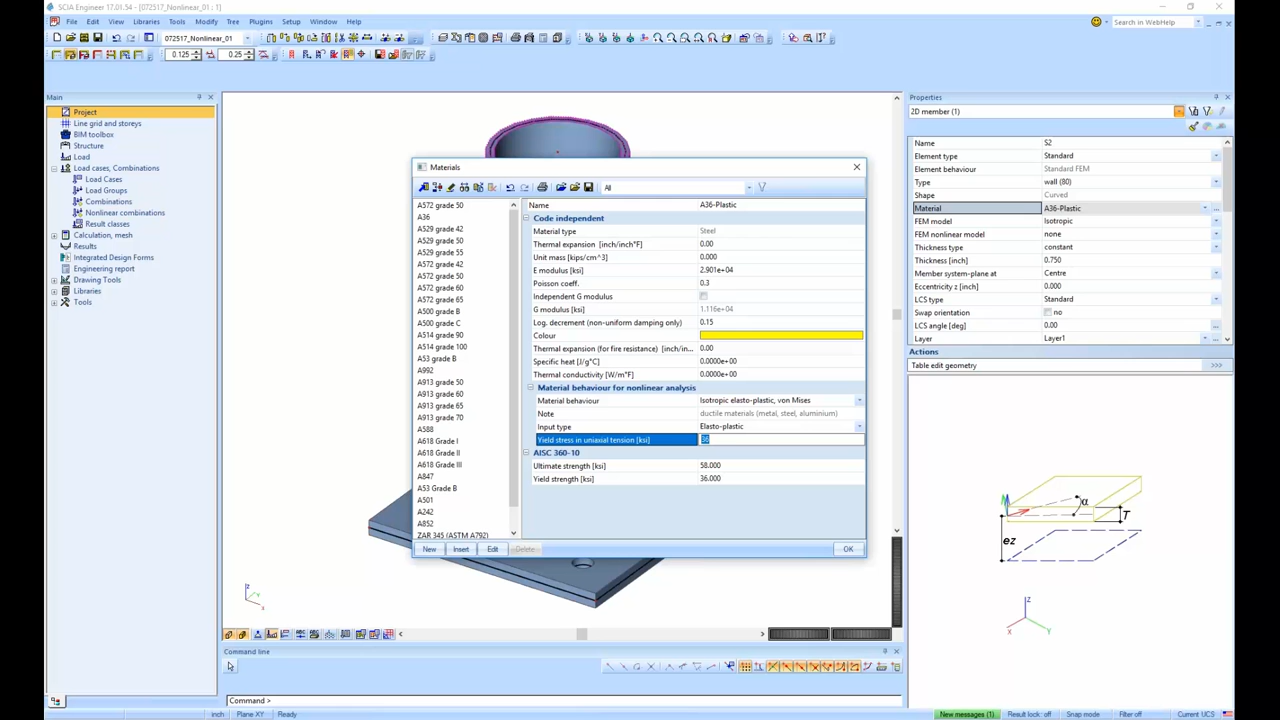 SCIA Engineer 17.01.54 - [072517_Nonlinear_01 : 1]
File Edit View Libraries Tools Modify Tree Plugins Setup Window Help
Search in WebHelp
072517_Nonlinear_01
0.125 0.25
Main
Project
Line grid and storeys
BIM toolbox
Structure
Load
Load cases, Combinations
Load Cases
Load Groups
Combinations
Nonlinear combinations
Result classes
Calculation, mesh
Results
Integrated Design Forms
Engineering report
Drawing Tools
Libraries
Tools
Materials
All
A572 grade 50
A36
A529 grade 42
A529 grade 50
A529 grade 55
A572 grade 42
A572 grade 50
A572 grade 60
A572 grade 65
A500 grade B
A500 grade C
A514 grade 90
A514 grade 100
A53 grade B
A992
A913 grade 50
A913 grade 60
A913 grade 65
A913 grade 70
A588
A618 Grade I
A618 Grade II
A618 Grade III
A847
A53 Grade B
A501
A242
A852
ZAR 345 (ASTM A792)
Name A36-Plastic
Code independent
Material type Steel
Thermal expansion [inch/inch°F] 0.00
Unit mass [kips/cm^3] 0.000
E modulus [ksi] 2.901e+04
Poisson coeff. 0.3
Independent G modulus
G modulus [ksi] 1.116e+04
Log. decrement (non-uniform damping only) 0.15
Colour
Thermal expansion (for fire resistance) [inch/in... 0.00
Specific heat [J/g°C] 0.0000e+00
Thermal conductivity [W/m°F] 0.0000e+00
Material behaviour for nonlinear analysis
Material behaviour Isotropic elasto-plastic, von Mises
Note ductile materials (metal, steel, aluminium)
Input type Elasto-plastic
Yield stress in uniaxial tension [ksi] 36
AISC 360-10
Ultimate strength [ksi] 58.000
Yield strength [ksi] 36.000
New Insert Edit Delete OK
Properties
2D member (1)
Name S2
Element type Standard
Element behaviour Standard FEM
Type wall (80)
Shape Curved
Material A36-Plastic
FEM model Isotropic
FEM nonlinear model none
Thickness type constant
Thickness [inch] 0.750
Member system-plane at Centre
Eccentricity z [inch] 0.000
LCS type Standard
Swap orientation no
LCS angle [deg] 0.00
Layer Layer1
Actions
Table edit geometry >>>
α
T
ez
Z
X Y
Z
Y
X
Command line
Command >
inch Plane XY Ready
New messages (1) Result lock: off Snap mode Filter off Current UCS